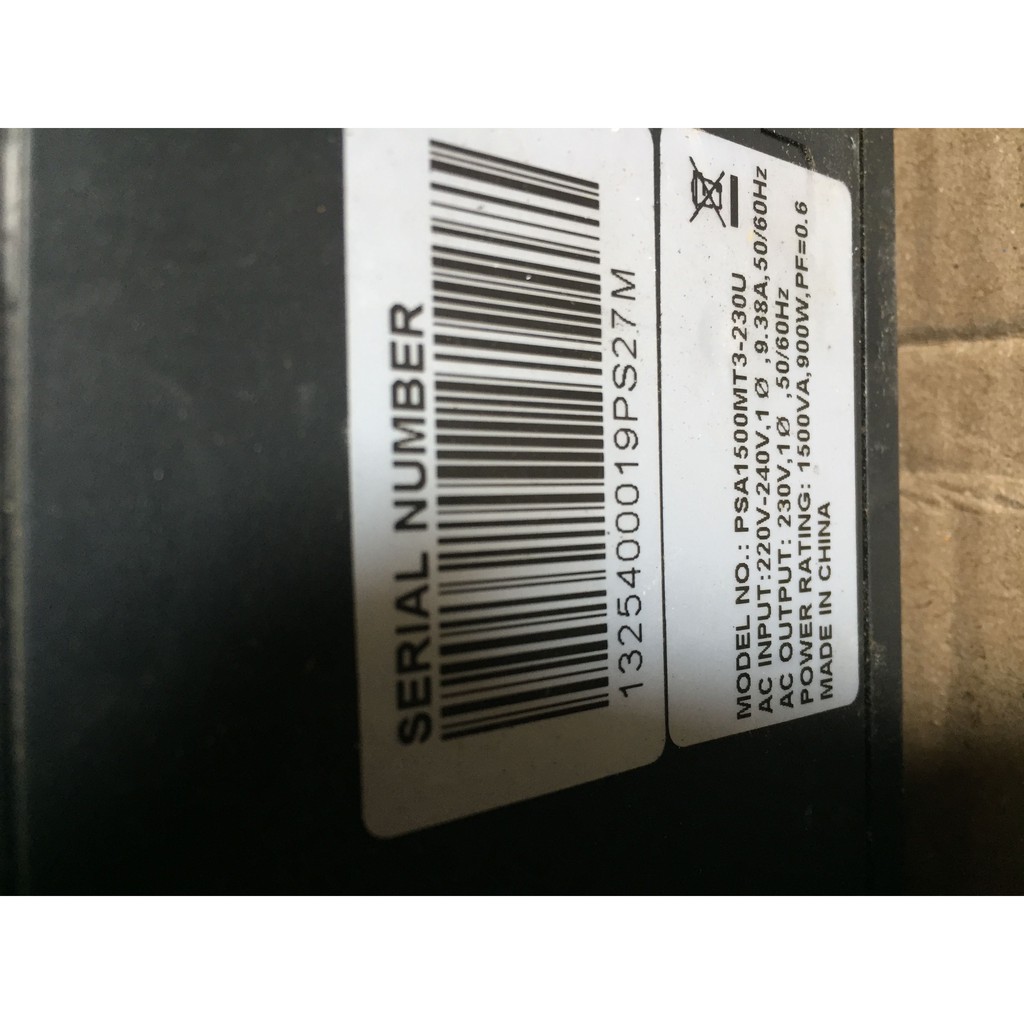 SERIAL NUMBER
1325400019PS27M
MODEL NO.: PSA1500MT3-230U
AC INPUT:220V-240V,1 Ø ,9.38A,50/60Hz
AC OUTPUT: 230V,1Ø ,50/60Hz
POWER RATING: 1500VA,900W,PF=0.6
MADE IN CHINA